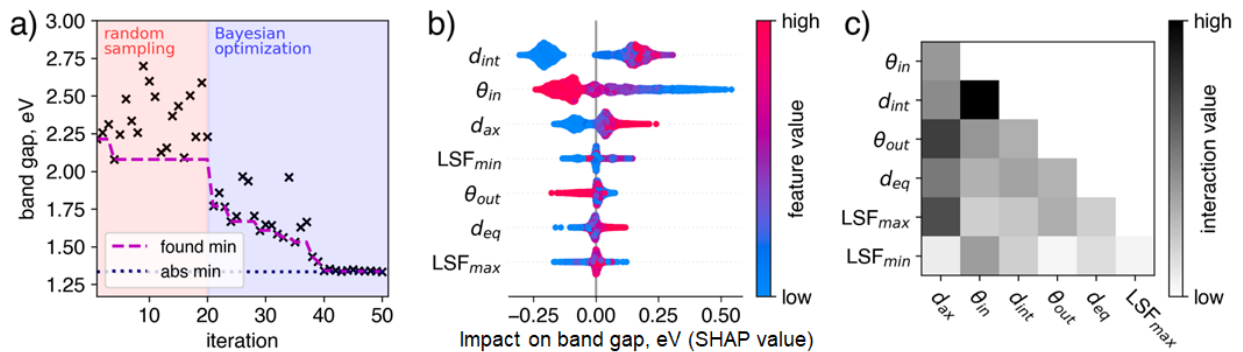 a)
3.00
2.75
2.50
2.25
2.00
1.75
1.50
1.25
band gap, eV
random
sampling
Bayesian
optimization
found min
abs min
10
20
30
40
50
iteration
b)
d_int
θ_in
d_ax
LSF_min
θ_out
d_eq
LSF_max
-0.25
0.00
0.25
0.50
Impact on band gap, eV (SHAP value)
high
feature value
low
c)
θ_in
d_int
θ_out
d_eq
LSF_max
LSF_min
d_ax
θ_in
d_int
θ_out
d_eq
LSF_max
high
interaction value
low